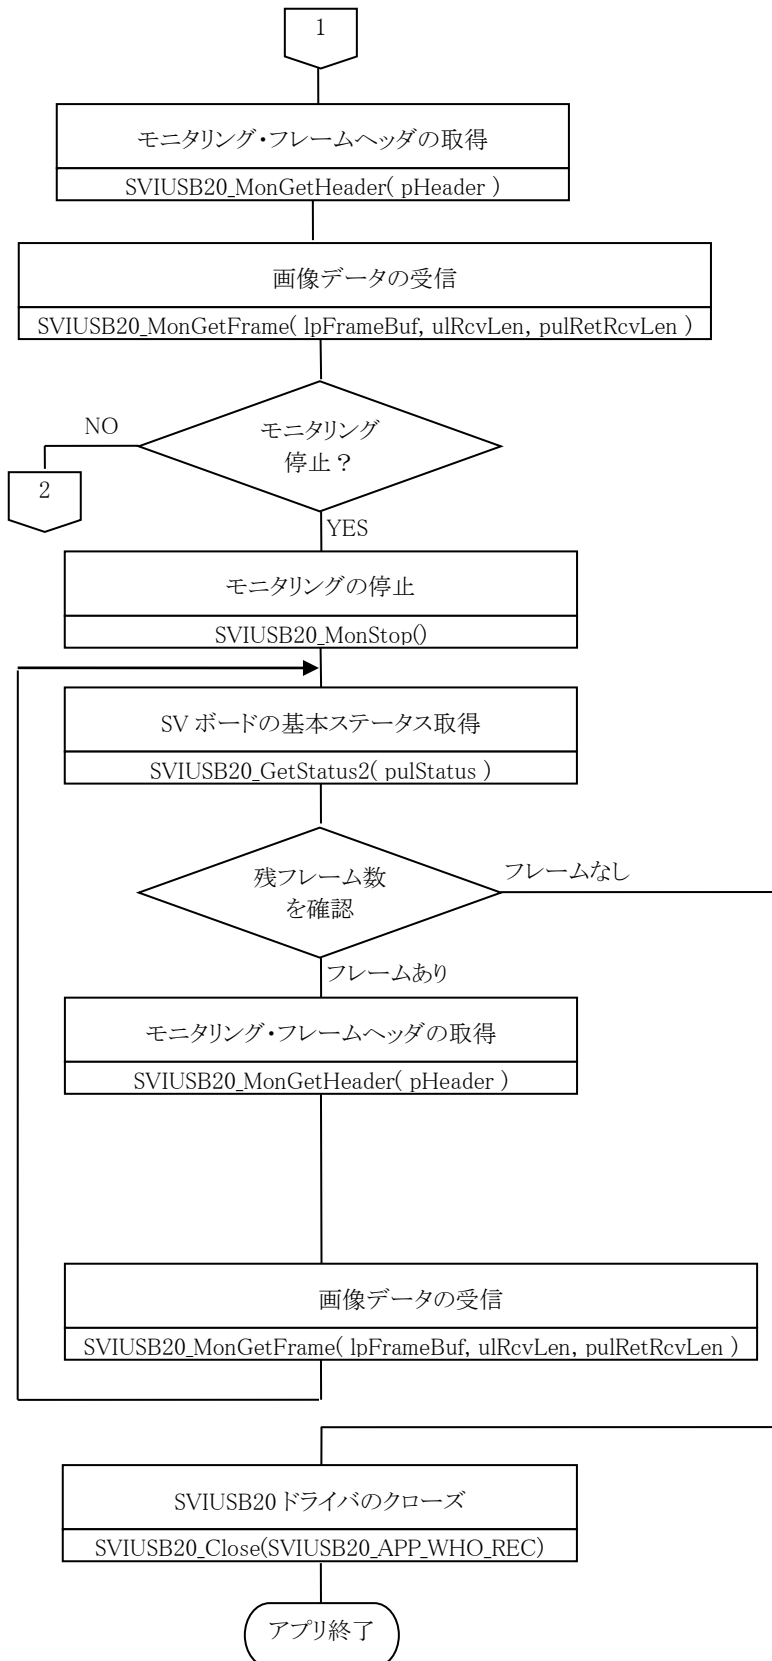 1
モニタリング・フレームヘッダの取得
SVIUSB20_MonGetHeader( pHeader )
画像データの受信
SVIUSB20_MonGetFrame( lpFrameBuf, ulRcvLen, pulRetRcvLen )
NO
モニタリング
停止？
2
YES
モニタリングの停止
SVIUSB20_MonStop()
SV ボードの基本ステータス取得
SVIUSB20_GetStatus2( pulStatus )
フレームなし
残フレーム数
を確認
フレームあり
モニタリング・フレームヘッダの取得
SVIUSB20_MonGetHeader( pHeader )
画像データの受信
SVIUSB20_MonGetFrame( lpFrameBuf, ulRcvLen, pulRetRcvLen )
SVIUSB20 ドライバのクローズ
SVIUSB20_Close(SVIUSB20_APP_WHO_REC)
アプリ終了